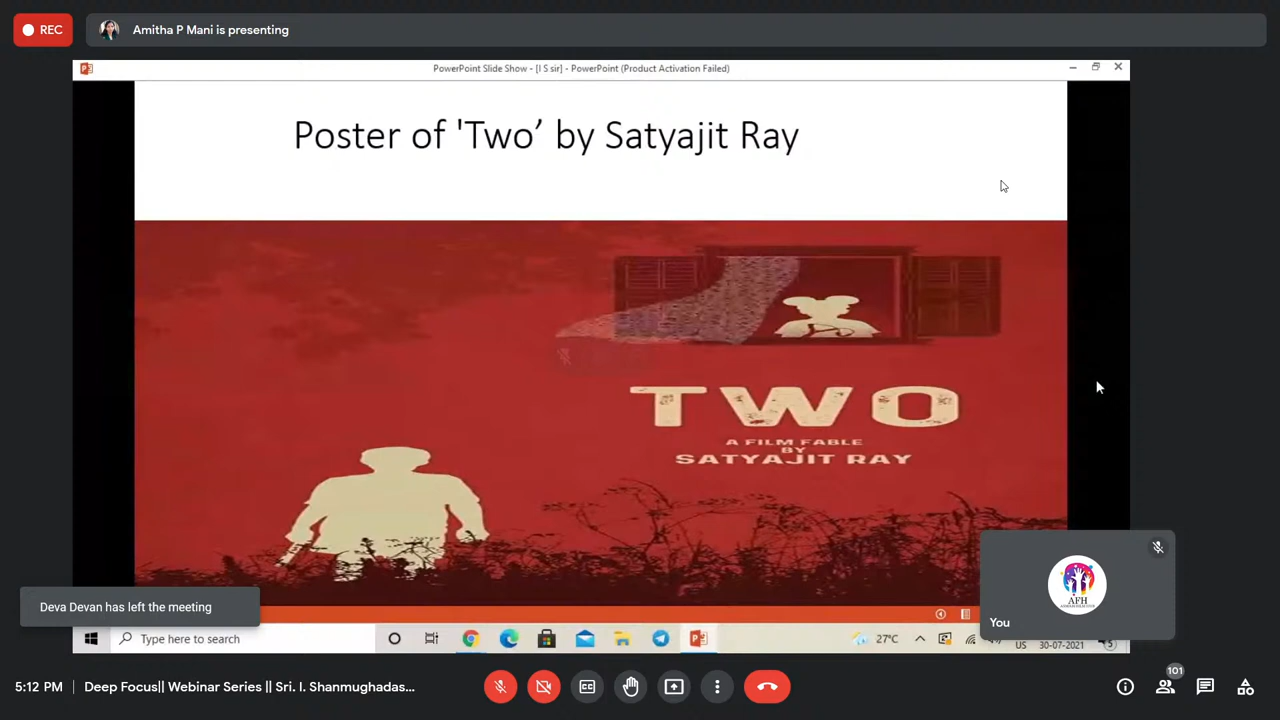 REC
Amitha P Mani is presenting
PowerPoint Slide Show - [I S sir] - PowerPoint (Product Activation Failed)
Poster of 'Two’ by Satyajit Ray
TWO
A FILM FABLE
BY
SATYAJIT RAY
AFH
You
Deva Devan has left the meeting
Type here to search
27°C
US
30-07-2021
5
5:12 PM
Deep Focus|| Webinar Series || Sri. I. Shanmughadas...
101